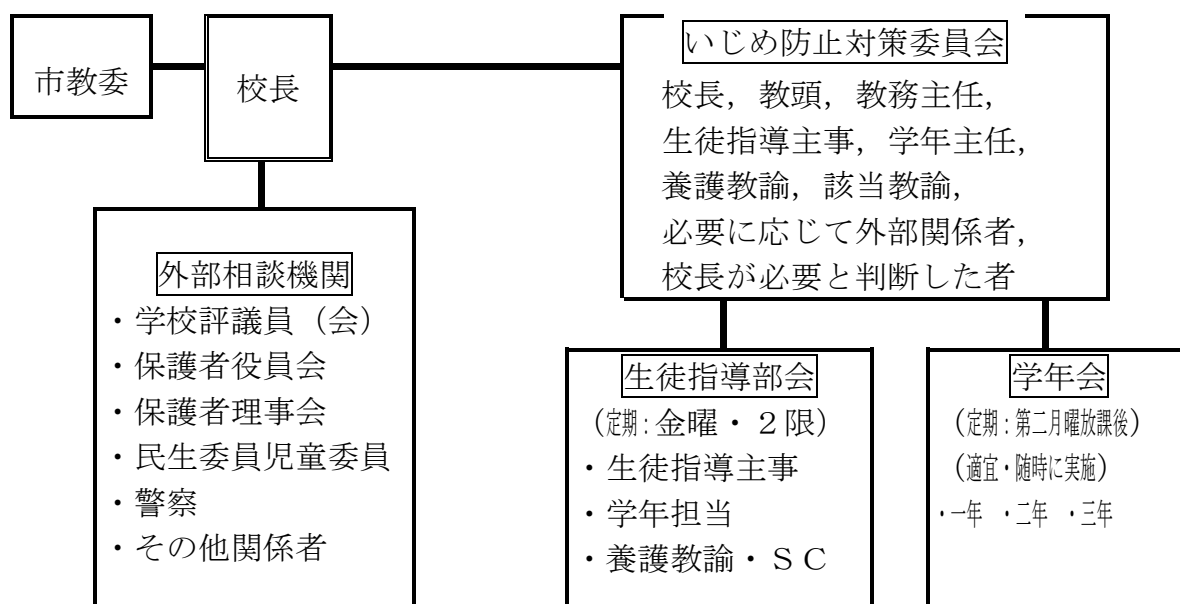 市教委
校長
いじめ防止対策委員会
校長，教頭，教務主任，
生徒指導主事，学年主任，
養護教諭，該当教諭，
必要に応じて外部関係者，
校長が必要と判断した者
外部相談機関
・学校評議員（会）
・保護者役員会
・保護者理事会
・民生委員児童委員
・警察
・その他関係者
生徒指導部会
（定期：金曜・２限）
・生徒指導主事
・学年担当
・養護教諭・ＳＣ
学年会
（定期：第二月曜放課後）
（適宜・随時に実施）
・一年 ・二年 ・三年